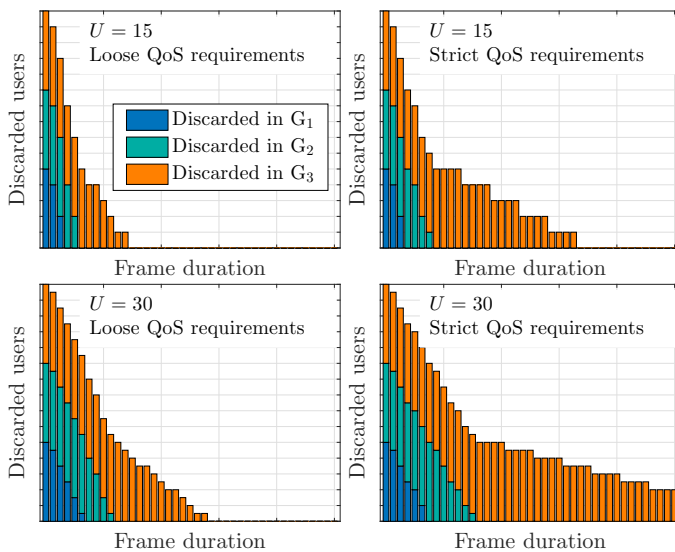 U = 15
Loose QoS requirements
Discarded in G1
Discarded in G2
Discarded in G3
Discarded users
Frame duration
U = 15
Strict QoS requirements
Discarded users
Frame duration
U = 30
Loose QoS requirements
Discarded users
Frame duration
U = 30
Strict QoS requirements
Discarded users
Frame duration